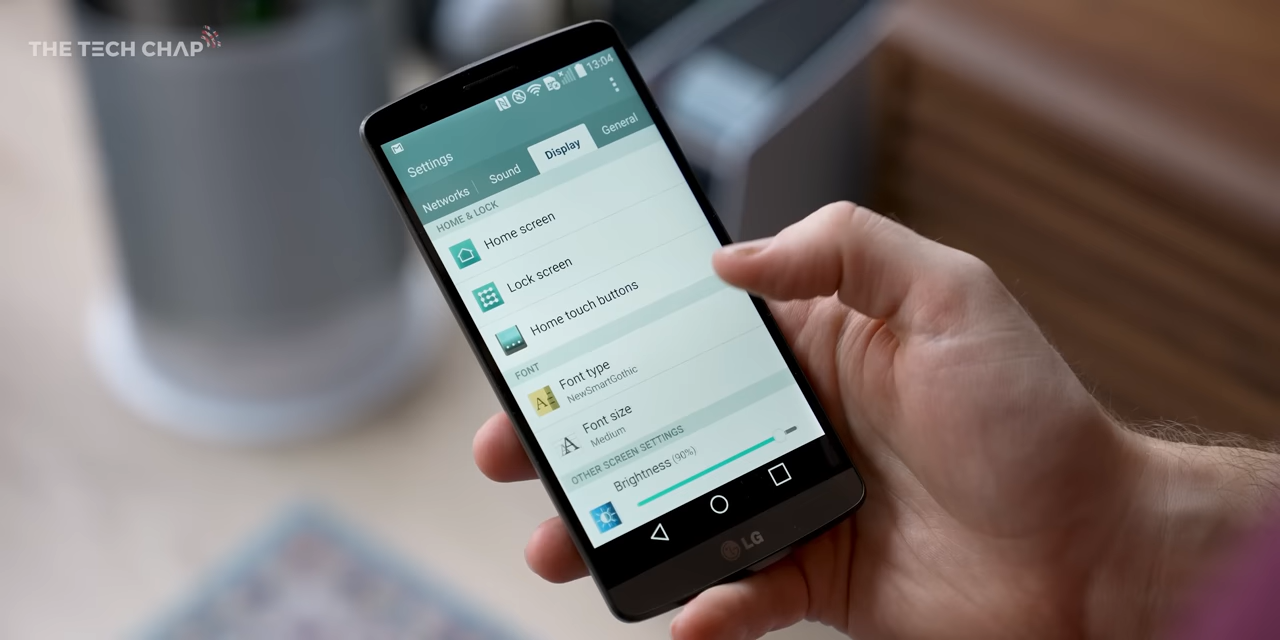 THE TECH CHAP
13:04
Settings
Networks
Sound
Display
General
HOME & LOCK
Home screen
Lock screen
Home touch buttons
FONT
Font type
NewSmartGothic
Font size
Medium
OTHER SCREEN SETTINGS
Brightness (90%)
LG